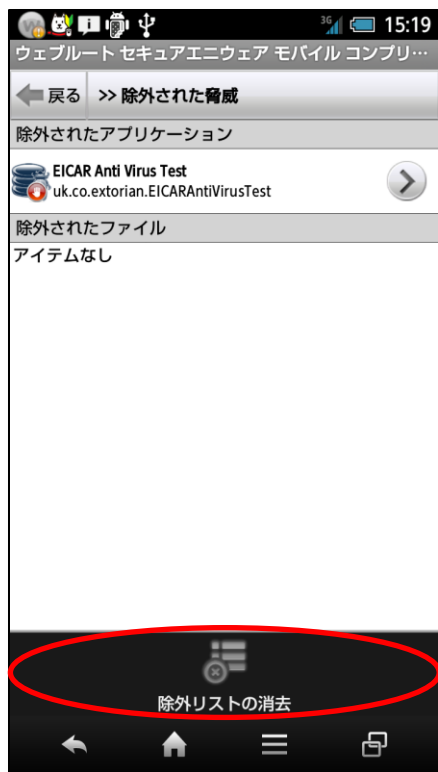 3G 15:19
ウェブルート セキュアエニウェア モバイル コンプリ…
戻る >> 除外された脅威
除外されたアプリケーション
EICAR Anti Virus Test
uk.co.extorian.EICARAntiVirusTest
除外されたファイル
アイテムなし
除外リストの消去